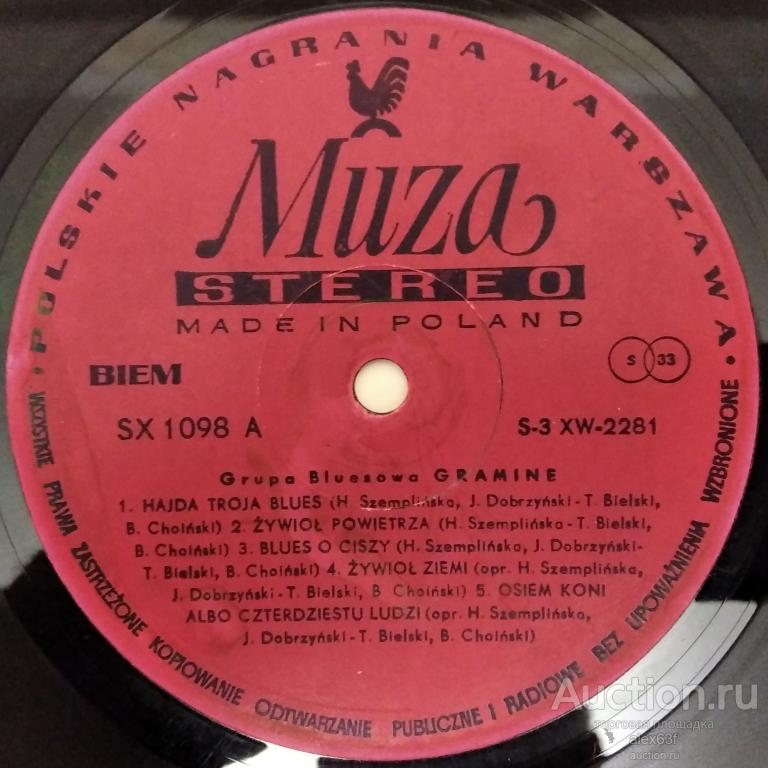 • POLSKIE NAGRANIA WARSZAWA •
Muza
STEREO
MADE IN POLAND
BIEM
S 33
SX 1098 A
S-3 XW-2281
Grupa Bluesowa GRAMINE
1. HAJDA TROJA BLUES (H. Szemplińska, J. Dobrzyński - T. Bielski,
B. Choiński) 2. ŻYWIOŁ POWIETRZA (H. Szemplińska - T. Bielski,
B. Choiński) 3. BLUES O CISZY (H. Szemplińska, J. Dobrzyński-
T. Bielski, B. Choiński) 4. ŻYWIOŁ ZIEMI (opr. H. Szemplińska,
J. Dobrzyński - T. Bielski, B Choiński) 5. OSIEM KONI
ALBO CZTERDZIESTU LUDZI (opr. H. Szemplińska,
J. Dobrzyński - T. Bielski, B. Choiński)
WSZYSTKIE PRAWA ZASTRZEŻONE KOPIOWANIE ODTWARZANIE PUBLICZNE I RADIOWE BEZ UPOWAŻNIENIA WZBRONIONE
Auction.ru
торговая площадка
alex63f
auction.ru